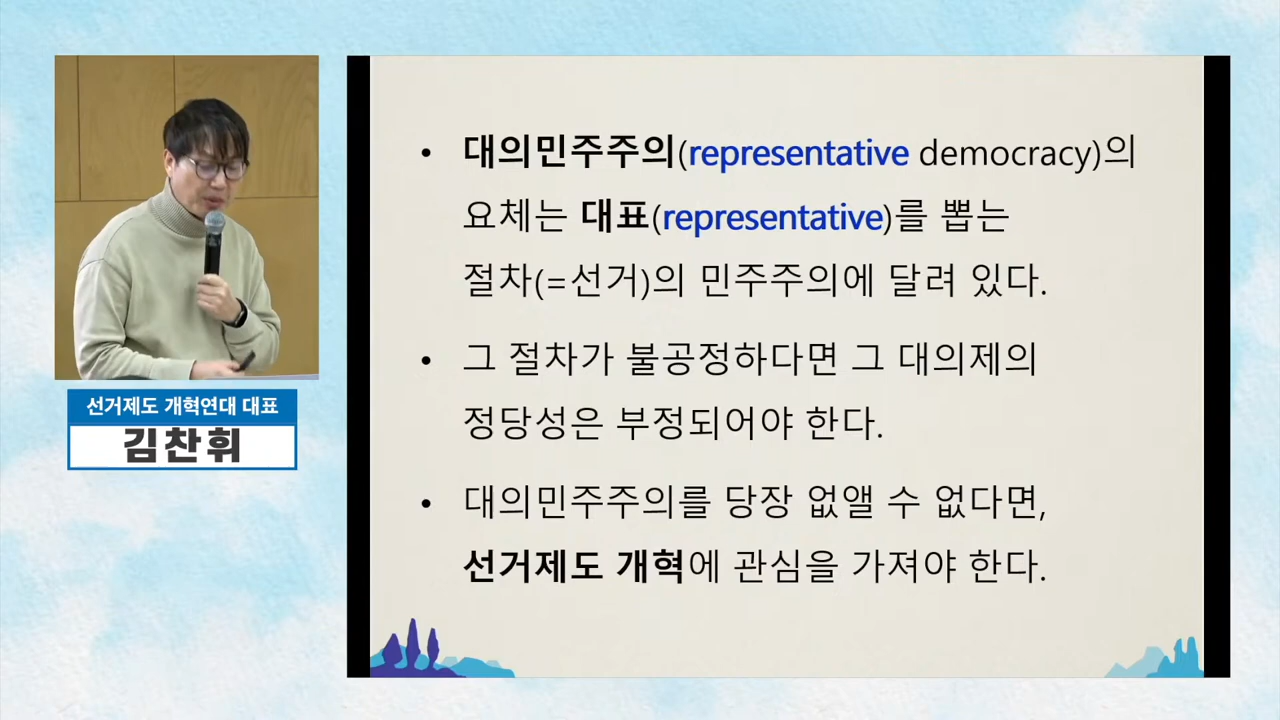 선거제도 개혁연대 대표
김찬휘
• 대의민주주의(representative democracy)의
요체는 대표(representative)를 뽑는
절차(=선거)의 민주주의에 달려 있다.
• 그 절차가 불공정하다면 그 대의제의
정당성은 부정되어야 한다.
• 대의민주주의를 당장 없앨 수 없다면,
선거제도 개혁에 관심을 가져야 한다.